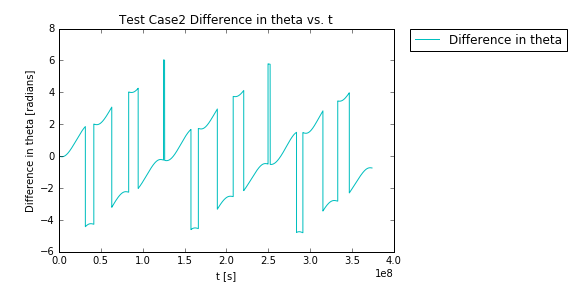 Test Case2 Difference in theta vs. t
Difference in theta
Difference in theta [radians]
8
6
4
2
0
−2
−4
−6
0.0 0.5 1.0 1.5 2.0 2.5 3.0 3.5 4.0
1e8
t [s]